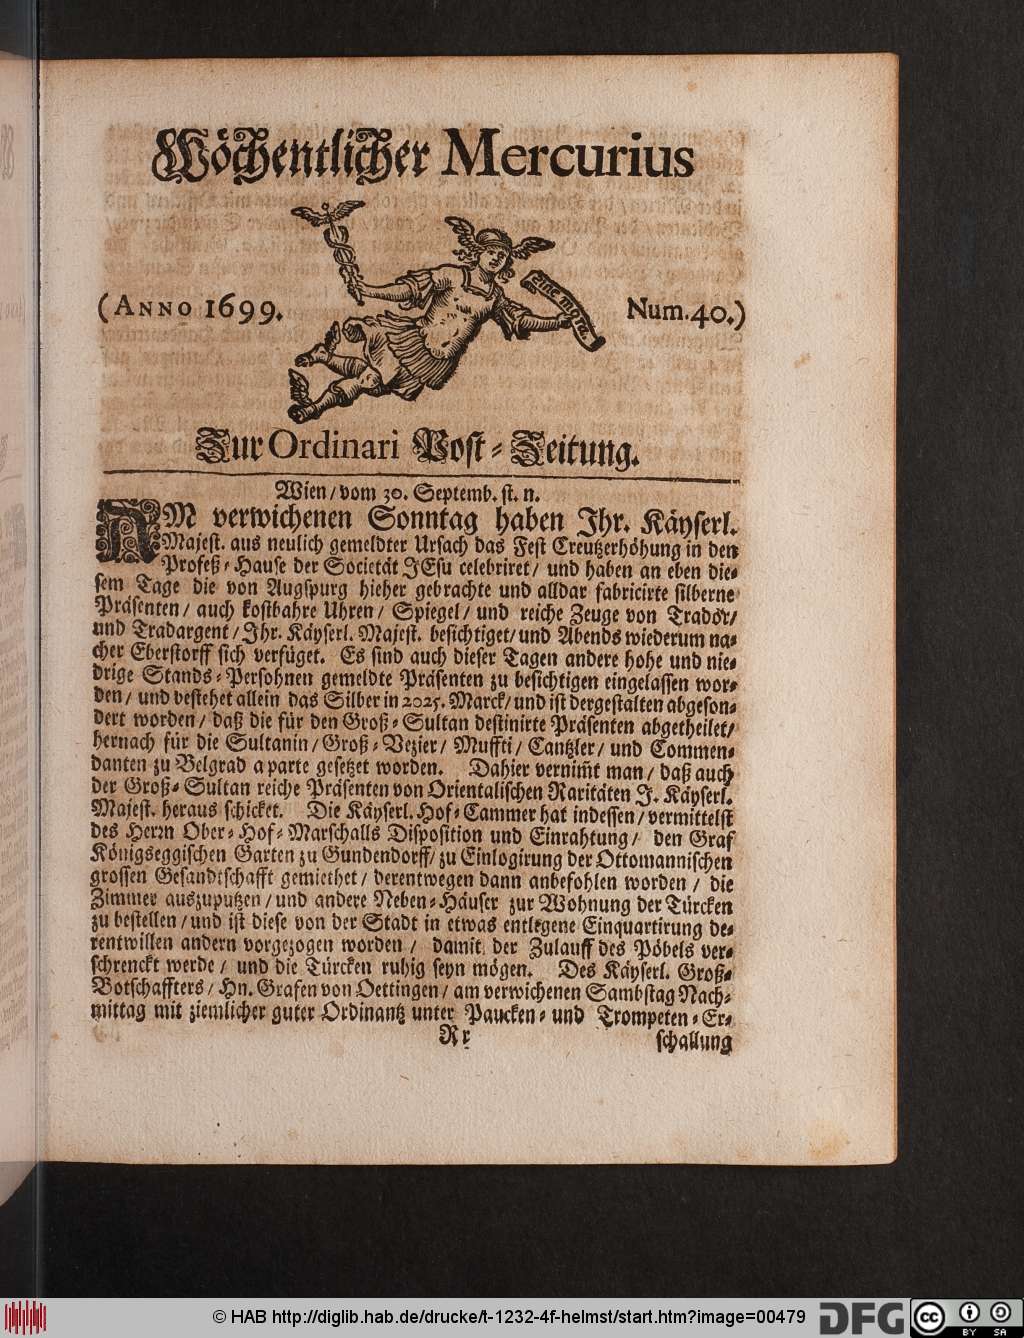 Wöchentlicher Mercurius
(ANNO 1699.
sine mora.
Num. 40.)
Zur Ordinari Post-Zeitung.
Wien/ vom 30. Septemb. st. n.
AM verwichenen Sonntag haben Ihr. Käyserl.
Majest. aus neulich gemeldter Ursach das Fest Creutzerhöhung in den
Profeß-Hause der Societät JEsu celebriret/ und haben an eben die-
sem Tage die von Augspurg hieher gebrachte und alldar fabricirte silberne
Präsenten/ auch kostbahre Uhren/ Spiegel/ und reiche Zeuge von Trador/
und Tradargent/ Ihr. Käyserl. Majest. besichtiget/ und Abends wiederum na-
cher Eberstorff sich verfüget. Es sind auch dieser Tagen andere hohe und nie-
drige Stands-Persohnen gemeldte Präsenten zu besichtigen eingelassen wor-
den/ und bestehet allein das Silber in 2025. Marck/ und ist dergestalten abgeson-
dert worden/ daß die für den Groß-Sultan destinirte Präsenten abgetheilet/
hernach für die Sultanin/ Groß-Vezier/ Muffti/ Cantzler/ und Commen-
danten zu Belgrad a parte gesetzet worden. Dahier vernim̃t man/ daß auch
der Groß-Sultan reiche Präsenten von Orientalischen Raritäten J. Käyserl.
Majest. heraus schicket. Die Käyserl. Hof-Cammer hat indessen/ vermittelst
des Herrn Ober-Hof-Marschalls Disposition und Einrahtung/ den Graf
Königseggischen Garten zu Gundendorff/ zu Einlogirung der Ottomannischen
grossen Gesandtschafft gemiethet/ derentwegen dann anbefohlen worden/ die
Zimmer auszuputzen/ und andere Neben-Häuser zur Wohnung der Türcken
zu bestellen/ und ist diese von der Stadt in etwas entlegene Einquartirung de-
rentwillen andern vorgezogen worden/ damit der Zulauff des Pöbels ver-
schrenckt werde/ und die Türcken ruhig seyn mögen. Des Käyserl. Groß-
Botschaffters/ Hn. Grafen von Oettingen/ am verwichenen Sambstag Nach-
mittag mit ziemlicher guter Ordinantz unter Paucken- und Trompeten-Er-
Rr
schallung
© HAB http://diglib.hab.de/drucke/t-1232-4f-helmst/start.htm?image=00479
DFG
cc
BY SA